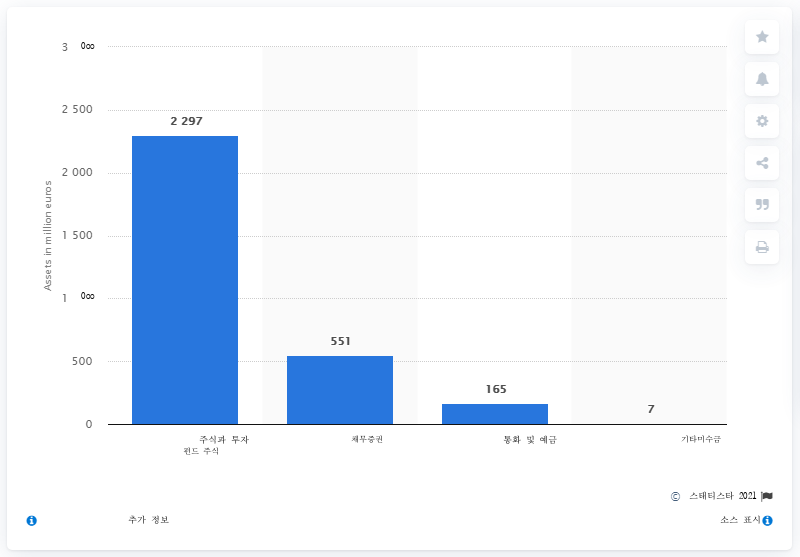 3 0∞
2 500
2 000
1 500
1 0∞
500
0
Assets in million euros
2 297
551
165
7
주식과 투자
펀드 주식
채무증권
통화 및 예금
기타미수금
© 스태티스타 2021
추가 정보
소스 표시